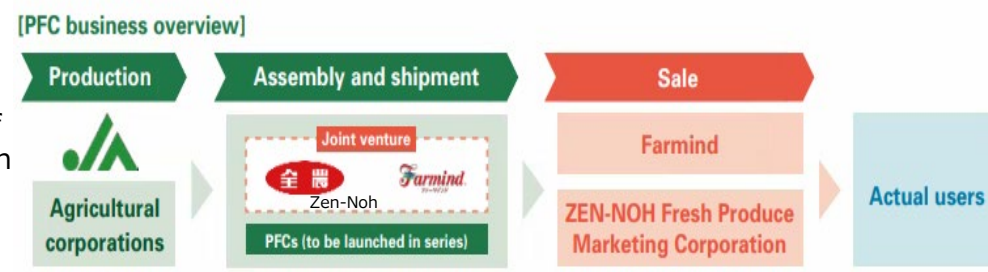 [PFC business overview]
Production
Assembly and shipment
Sale
JA
Agricultural
corporations
Joint venture
全農
Zen-Noh
Farmind
PFCs (to be launched in series)
Farmind
ZEN-NOH Fresh Produce
Marketing Corporation
Actual users